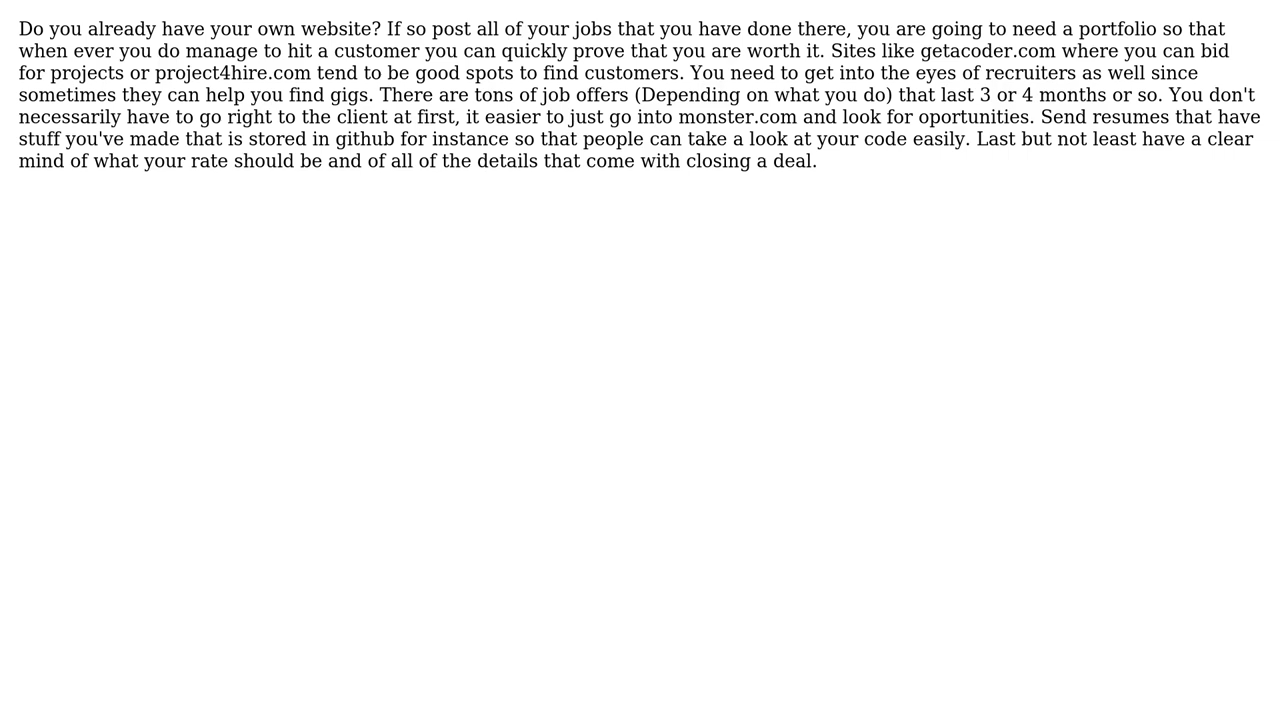 Do you already have your own website? If so post all of your jobs that you have done there, you are going to need a portfolio so that
when ever you do manage to hit a customer you can quickly prove that you are worth it. Sites like getacoder.com where you can bid
for projects or project4hire.com tend to be good spots to find customers. You need to get into the eyes of recruiters as well since
sometimes they can help you find gigs. There are tons of job offers (Depending on what you do) that last 3 or 4 months or so. You don't
necessarily have to go right to the client at first, it easier to just go into monster.com and look for oportunities. Send resumes that have
stuff you've made that is stored in github for instance so that people can take a look at your code easily. Last but not least have a clear
mind of what your rate should be and of all of the details that come with closing a deal.